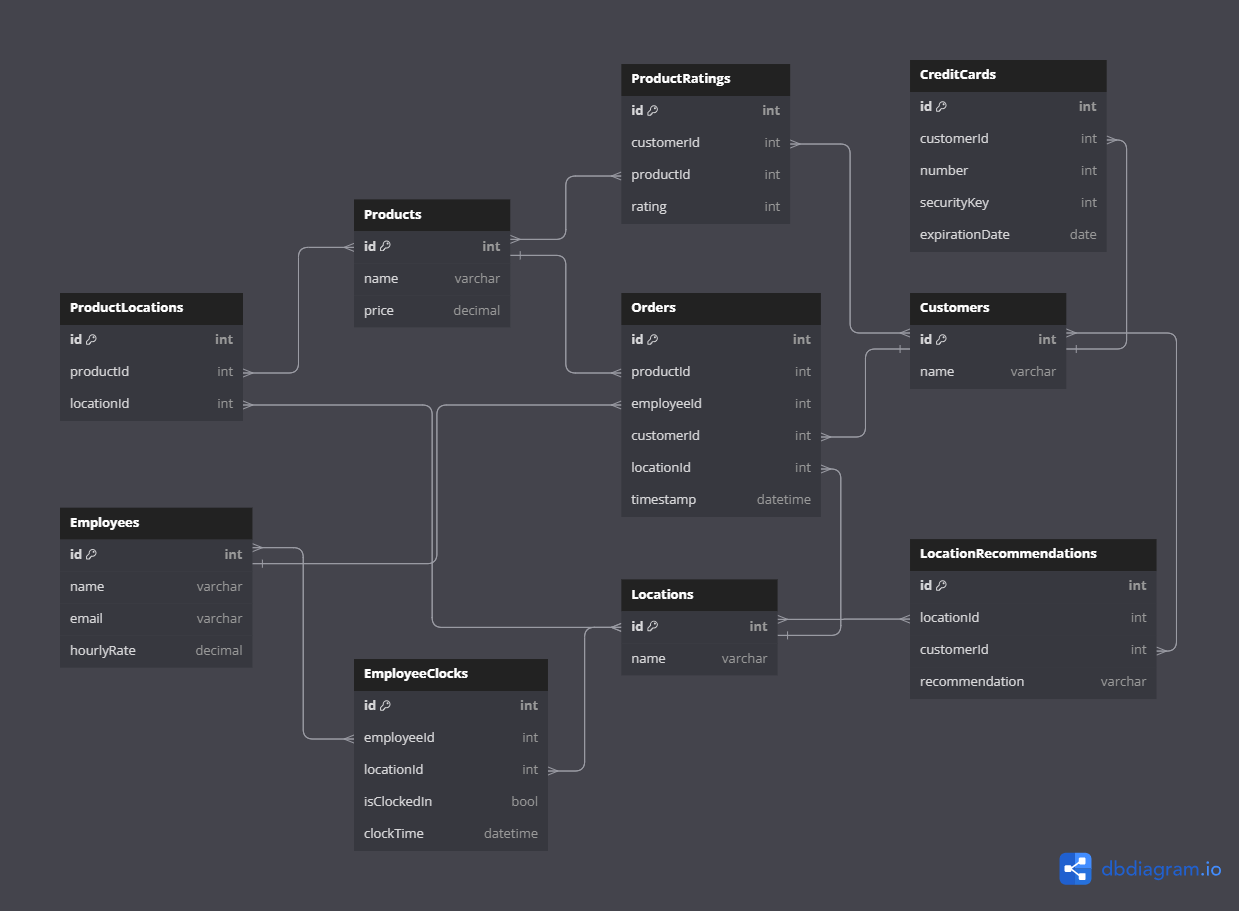 ProductRatings
id int
customerId int
productId int
rating int
CreditCards
id int
customerId int
number int
securityKey int
expirationDate date
Products
id int
name varchar
price decimal
ProductLocations
id int
productId int
locationId int
Orders
id int
productId int
employeeId int
customerId int
locationId int
timestamp datetime
Customers
id int
name varchar
Employees
id int
name varchar
email varchar
hourlyRate decimal
EmployeeClocks
id int
employeeId int
locationId int
isClockedIn bool
clockTime datetime
Locations
id int
name varchar
LocationRecommendations
id int
locationId int
customerId int
recommendation varchar
dbdiagram.io